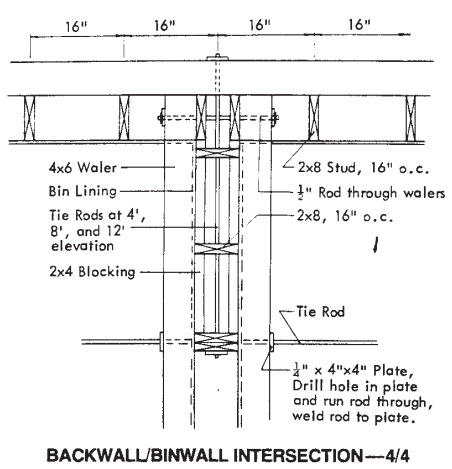 16" 16" 16" 16"
4x6 Waler
Bin Lining
Tie Rods at 4',
8', and 12'
elevation
2x4 Blocking
2x8 Stud, 16" o.c.
½" Rod through walers
2x8, 16" o.c.
Tie Rod
¼" x 4"x4" Plate,
Drill hole in plate
and run rod through,
weld rod to plate.
BACKWALL/BINWALL INTERSECTION—4/4